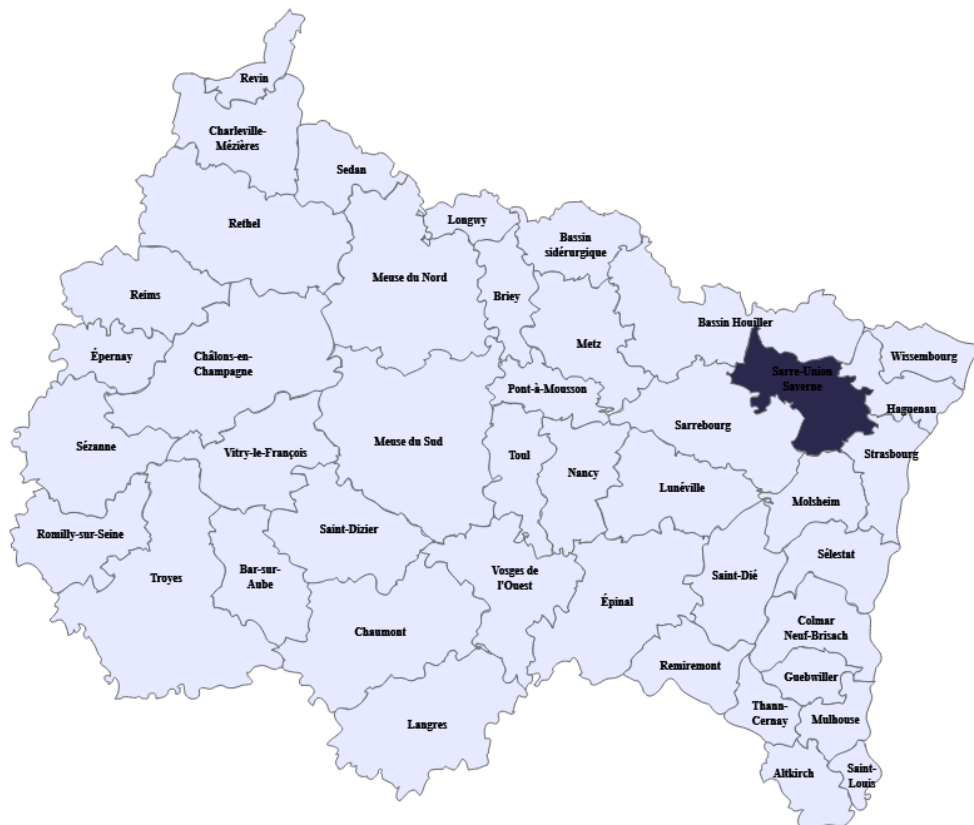 Revin
Charleville-
Mézières
Sedan
Rethel
Longwy
Bassin
sidérurgique
Meuse du Nord
Reims
Briey
Bassin Houiller
Metz
Épernay
Châlons-en-
Champagne
Wissembourg
Sarre-Union
Saverne
Pont-à-Mousson
Haguenau
Sarrebourg
Sézanne
Vitry-le-François
Meuse du Sud
Toul
Nancy
Strasbourg
Lunéville
Molsheim
Romilly-sur-Seine
Saint-Dizier
Sélestat
Troyes
Bar-sur-
Aube
Vosges de
l'Ouest
Saint-Dié
Épinal
Chaumont
Colmar
Neuf-Brisach
Remiremont
Guebwiller
Thann-
Cernay
Mulhouse
Langres
Altkirch
Saint-
Louis